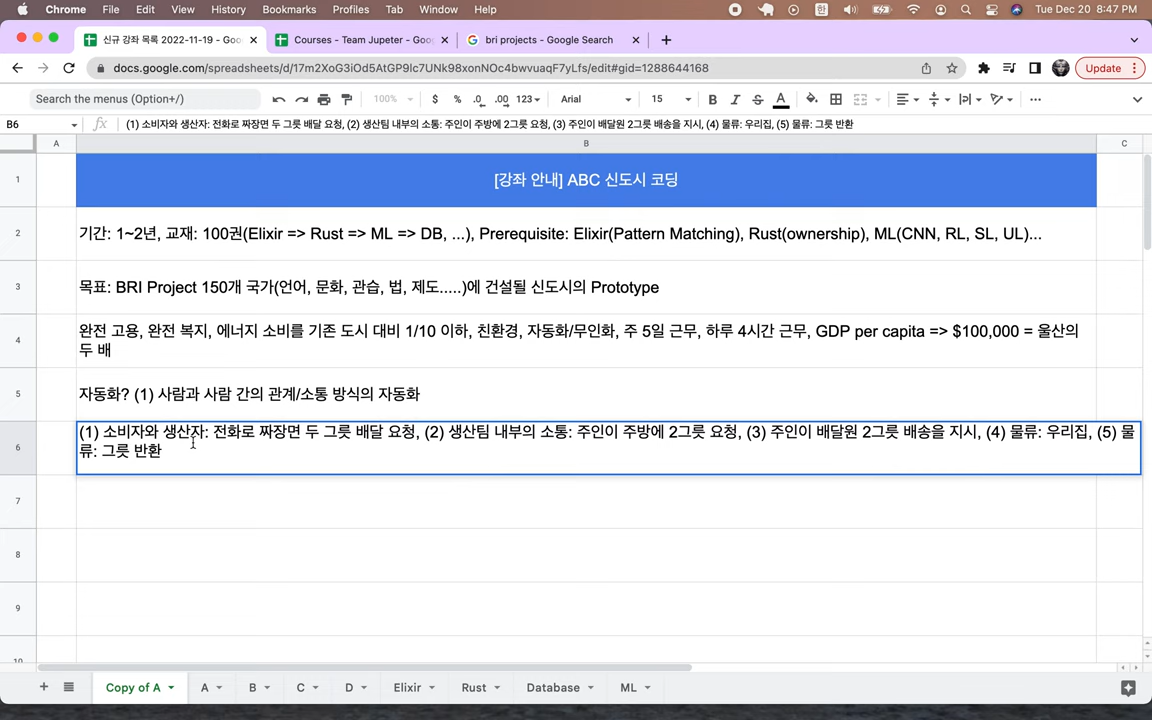 Chrome File Edit View History Bookmarks Profiles Tab Window Help Tue Dec 20 8:47 PM
신규 강좌 목록 2022-11-19 - Goo Courses - Team Jupeter - Goo bri projects - Google Search
docs.google.com/spreadsheets/d/17m2XoG3iOd5AtGP9lc7UNk98xonNOc4bwvuaqF7yLfs/edit#gid=1288644168 Update
Search the menus (Option+/) 100% $ % .0 .00 123 Arial 15 B I S A
B6 fx (1) 소비자와 생산자: 전화로 짜장면 두 그릇 배달 요청, (2) 생산팀 내부의 소통: 주인이 주방에 2그릇 요청, (3) 주인이 배달원 2그릇 배송을 지시, (4) 물류: 우리집, (5) 물류: 그릇 반환
A B C
1 [강좌 안내] ABC 신도시 코딩
2 기간: 1~2년, 교재: 100권(Elixir => Rust => ML => DB, ...), Prerequisite: Elixir(Pattern Matching), Rust(ownership), ML(CNN, RL, SL, UL)...
3 목표: BRI Project 150개 국가(언어, 문화, 관습, 법, 제도.....)에 건설될 신도시의 Prototype
4 완전 고용, 완전 복지, 에너지 소비를 기존 도시 대비 1/10 이하, 친환경, 자동화/무인화, 주 5일 근무, 하루 4시간 근무, GDP per capita => $100,000 = 울산의
두 배
5 자동화? (1) 사람과 사람 간의 관계/소통 방식의 자동화
6 (1) 소비자와 생산자: 전화로 짜장면 두 그릇 배달 요청, (2) 생산팀 내부의 소통: 주인이 주방에 2그릇 요청, (3) 주인이 배달원 2그릇 배송을 지시, (4) 물류: 우리집, (5) 물
류: 그릇 반환
7
8
9
10
Copy of A A B C D Elixir Rust Database ML